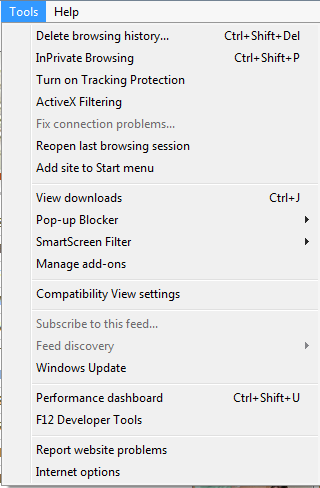 Tools Help
Delete browsing history... Ctrl+Shift+Del
InPrivate Browsing Ctrl+Shift+P
Turn on Tracking Protection
ActiveX Filtering
Fix connection problems...
Reopen last browsing session
Add site to Start menu
View downloads Ctrl+J
Pop-up Blocker
SmartScreen Filter
Manage add-ons
Compatibility View settings
Subscribe to this feed...
Feed discovery
Windows Update
Performance dashboard Ctrl+Shift+U
F12 Developer Tools
Report website problems
Internet options